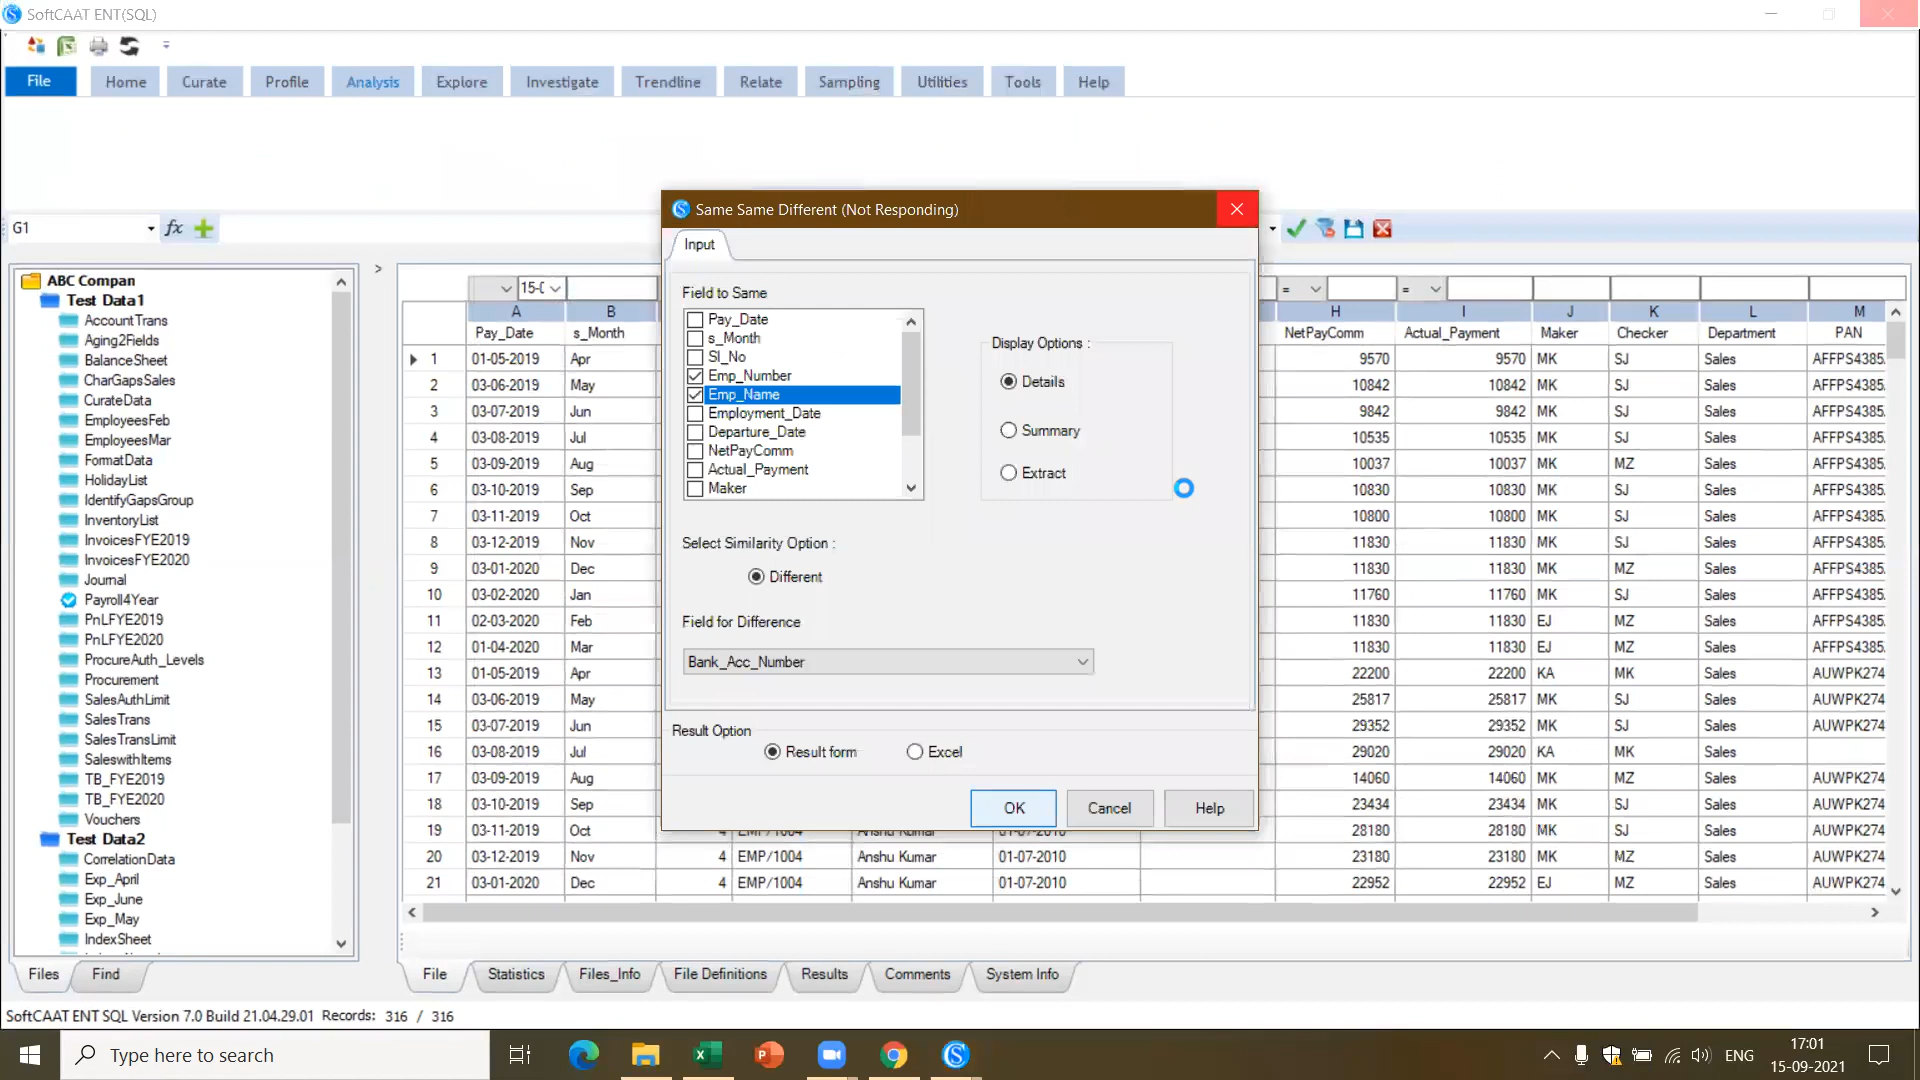 SoftCAAT ENT(SQL)
File Home Curate Profile Analysis Explore Investigate Trendline Relate Sampling Utilities Tools Help
G1 fx
Same Same Different (Not Responding)
Input
Field to Same
Pay_Date
s_Month
Sl_No
Emp_Number
Emp_Name
Employment_Date
Departure_Date
NetPayComm
Actual_Payment
Maker
Display Options :
Details
Summary
Extract
Select Similarity Option :
Different
Field for Difference
Bank_Acc_Number
Result Option
Result form Excel
OK Cancel Help
ABC Compan
Test Data1
AccountTrans
Aging2Fields
BalanceSheet
CharGapsSales
CurateData
EmployeesFeb
EmployeesMar
FormatData
HolidayList
IdentifyGapsGroup
InventoryList
InvoicesFYE2019
InvoicesFYE2020
Journal
Payroll4Year
PnLFYE2019
PnLFYE2020
ProcureAuth_Levels
Procurement
SalesAuthLimit
SalesTrans
SalesTransLimit
SaleswithItems
TB_FYE2019
TB_FYE2020
Vouchers
Test Data2
CorrelationData
Exp_April
Exp_June
Exp_May
IndexSheet
Files Find
= =
A B H I J K L M
Pay_Date s_Month NetPayComm Actual_Payment Maker Checker Department PAN
1 01-05-2019 Apr 9570 9570 MK SJ Sales AFFPS4385
2 03-06-2019 May 10842 10842 MK SJ Sales AFFPS4385
3 03-07-2019 Jun 9842 9842 MK SJ Sales AFFPS4385
4 03-08-2019 Jul 10535 10535 MK SJ Sales AFFPS4385
5 03-09-2019 Aug 10037 10037 MK MZ Sales AFFPS4385
6 03-10-2019 Sep 10830 10830 MK SJ Sales AFFPS4385
7 03-11-2019 Oct 10800 10800 MK SJ Sales AFFPS4385
8 03-12-2019 Nov 11830 11830 MK SJ Sales AFFPS4385
9 03-01-2020 Dec 11830 11830 MK MZ Sales AFFPS4385
10 03-02-2020 Jan 11760 11760 MK SJ Sales AFFPS4385
11 02-03-2020 Feb 11830 11830 EJ MZ Sales AFFPS4385
12 01-04-2020 Mar 11830 11830 EJ MZ Sales AFFPS4385
13 01-05-2019 Apr 22200 22200 KA MK Sales AUWPK274
14 03-06-2019 May 25817 25817 MK SJ Sales AUWPK274
15 03-07-2019 Jun 29352 29352 MK SJ Sales AUWPK274
16 03-08-2019 Jul 29020 29020 KA MK Sales
17 03-09-2019 Aug 14060 14060 MK MZ Sales AUWPK274
18 03-10-2019 Sep 23434 23434 MK SJ Sales AUWPK274
19 03-11-2019 Oct 4 EMP/1004 Anshu Kumar 01-07-2010 28180 28180 MK SJ Sales AUWPK274
20 03-12-2019 Nov 4 EMP/1004 Anshu Kumar 01-07-2010 23180 23180 MK MZ Sales AUWPK274
21 03-01-2020 Dec 4 EMP/1004 Anshu Kumar 01-07-2010 22952 22952 EJ MZ Sales AUWPK274
File Statistics Files_Info File Definitions Results Comments System Info
SoftCAAT ENT SQL Version 7.0 Build 21.04.29.01 Records: 316 / 316
Type here to search
ENG
17:01
15-09-2021